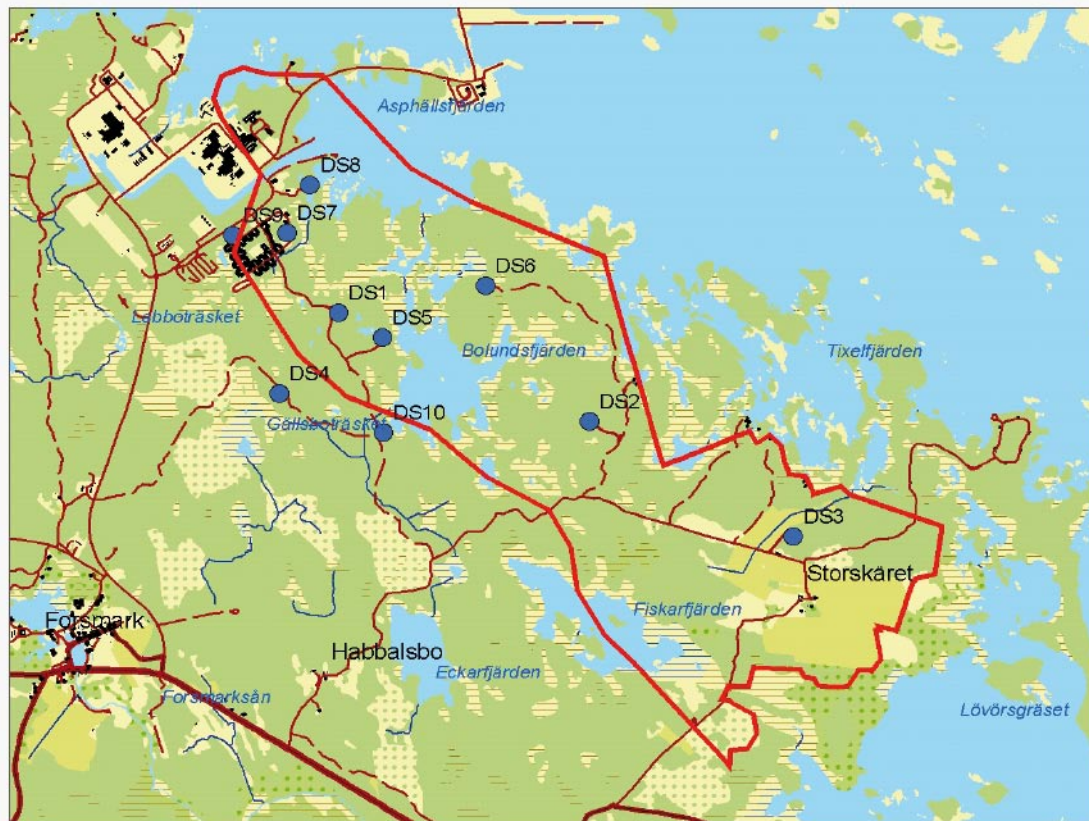 Asphällsfjärden
DS8
DS9
DS7
DS6
DS1
Labboträsket
DS5
Bolundsfjärden
Tixelfjärden
DS4
DS10
Gällsboträsket
DS2
DS3
Storskäret
Forsmark
Fiskarfjärden
Habbalsbo
Eckarfjärden
Forsmarksån
Lövörsgräset